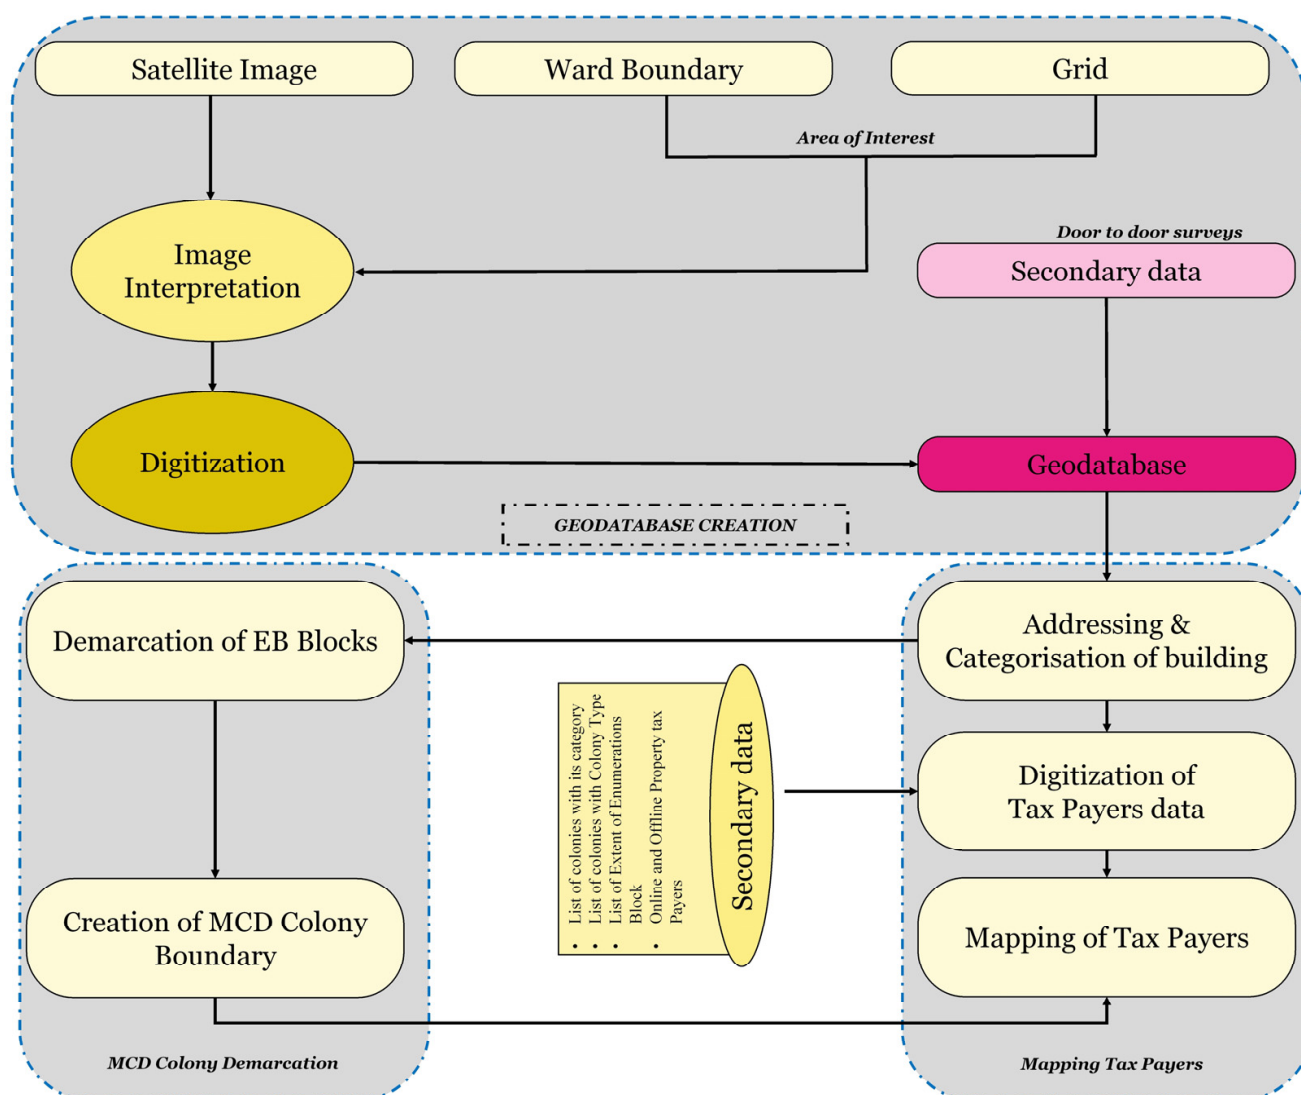 Satellite Image
Ward Boundary
Grid
Area of Interest
Image
Interpretation
Door to door surveys
Secondary data
Digitization
Geodatabase
GEODATABASE CREATION
Demarcation of EB Blocks
Addressing &
Categorisation of building
• List of colonies with its category
• List of colonies with Colony Type
• List of Extent of Enumerations
Block
• Online and Offline Property tax
Payers
Secondary data
Digitization of
Tax Payers data
Creation of MCD Colony
Boundary
Mapping of Tax Payers
MCD Colony Demarcation
Mapping Tax Payers